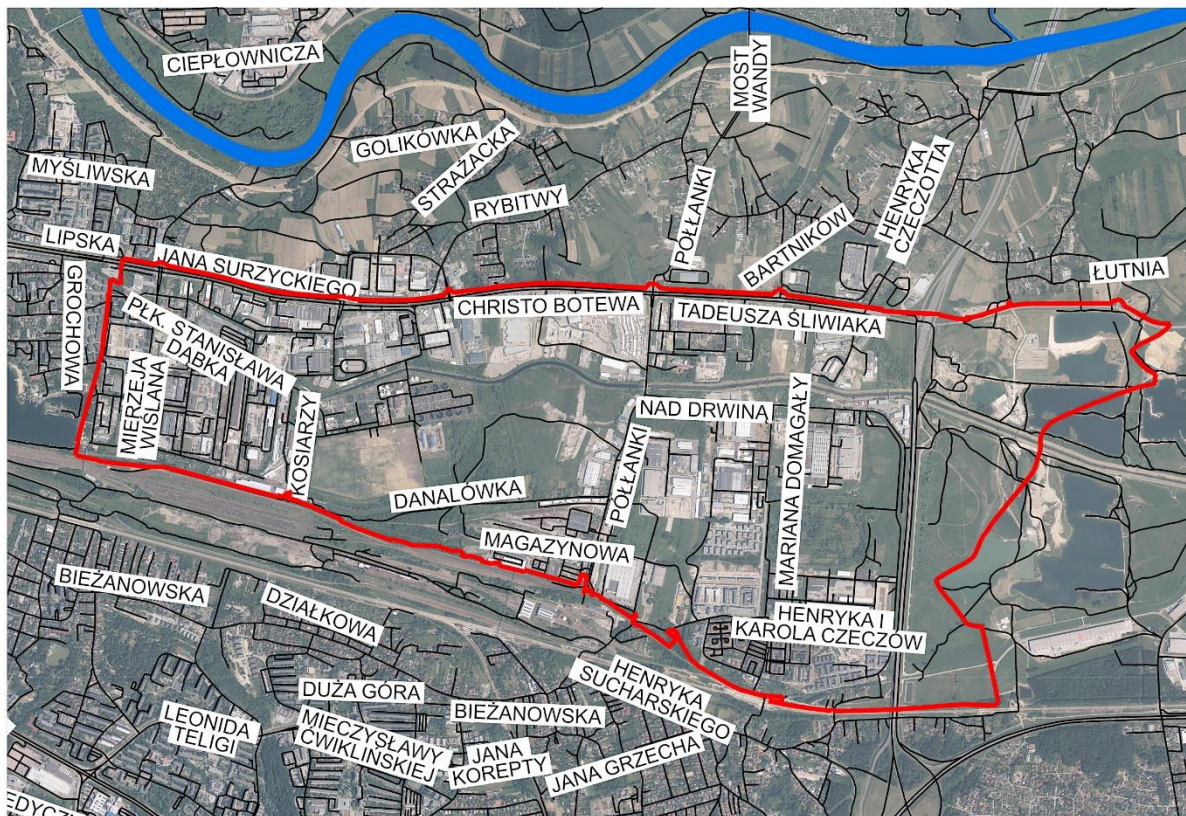 CIEPŁOWNICZA
MOST
WANDY
GOLIKÓWKA
STRAŻACKA
MYŚLIWSKA
RYBITWY
HENRYKA
CZECZOTTA
PÓŁŁANKI
BARTNIKÓW
LIPSKA
JANA SURZYCKIEGO
ŁUTNIA
GROCHOWA
CHRISTO BOTEWA
TADEUSZA ŚLIWIAKA
PŁK. STANISŁAWA
DĄBKA
MIERZEJA
WIŚLANA
KOSIARZY
NAD DRWINĄ
MARIANA DOMAGAŁY
PÓŁŁANKI
DANALÓWKA
MAGAZYNOWA
BIEŻANOWSKA
DZIAŁKOWA
HENRYKA I
KAROLA CZECZÓW
HENRYKA
SUCHARSKIEGO
DUŻA GÓRA
BIEŻANOWSKA
LEONIDA
TELIGI
MIECZYSŁAWY
ĆWIKLIŃSKIEJ
JANA
KOREPTY
JANA GRZECHA